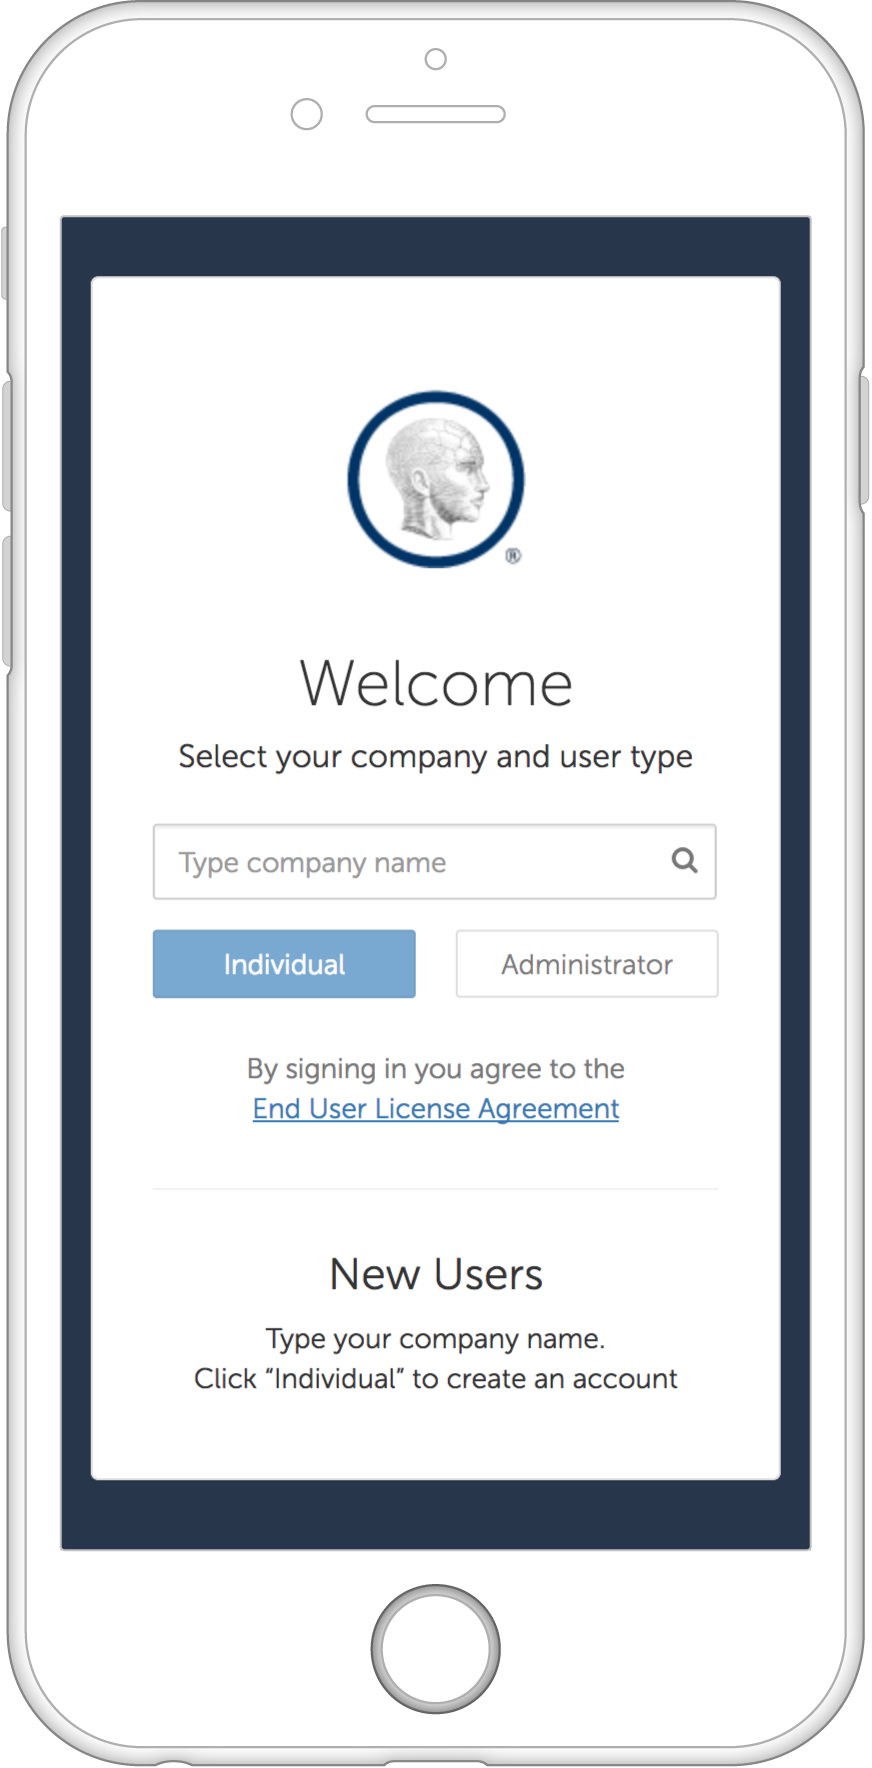 ®
Welcome
Select your company and user type
Type company name
Individual
Administrator
By signing in you agree to the
End User License Agreement
New Users
Type your company name.
Click “Individual” to create an account